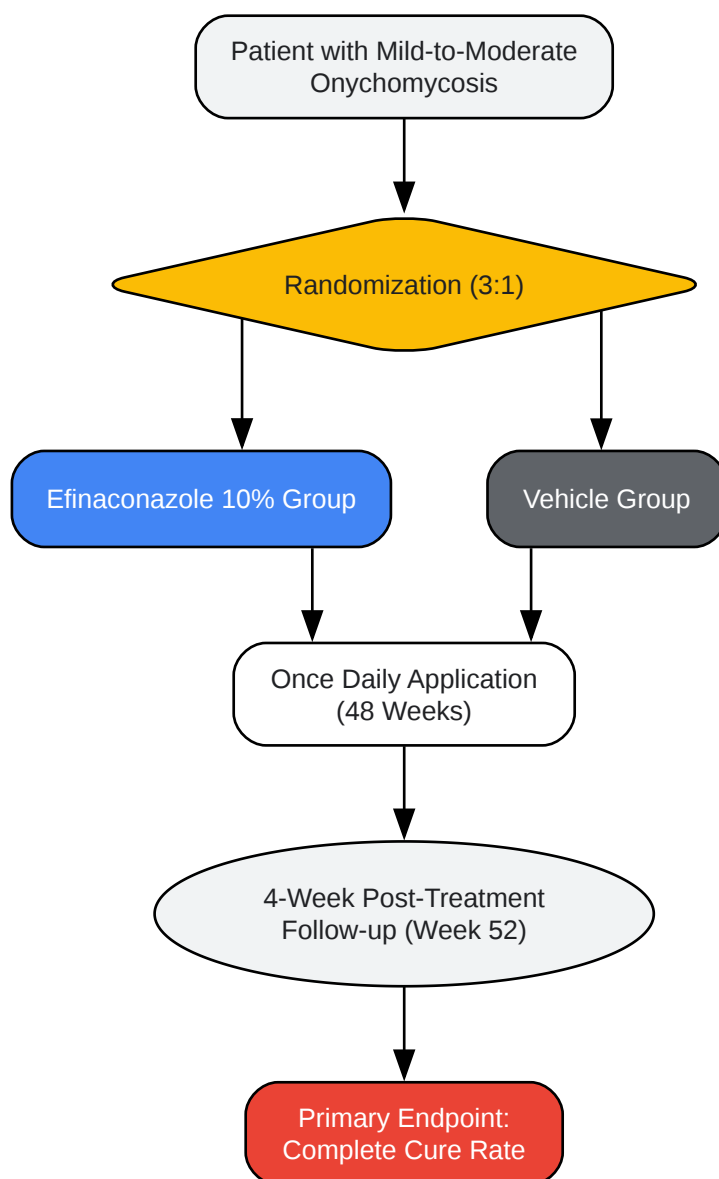 Patient with Mild-to-Moderate
Onychomycosis
Randomization (3:1)
Efinaconazole 10% Group
Vehicle Group
Once Daily Application
(48 Weeks)
4-Week Post-Treatment
Follow-up (Week 52)
Primary Endpoint:
Complete Cure Rate